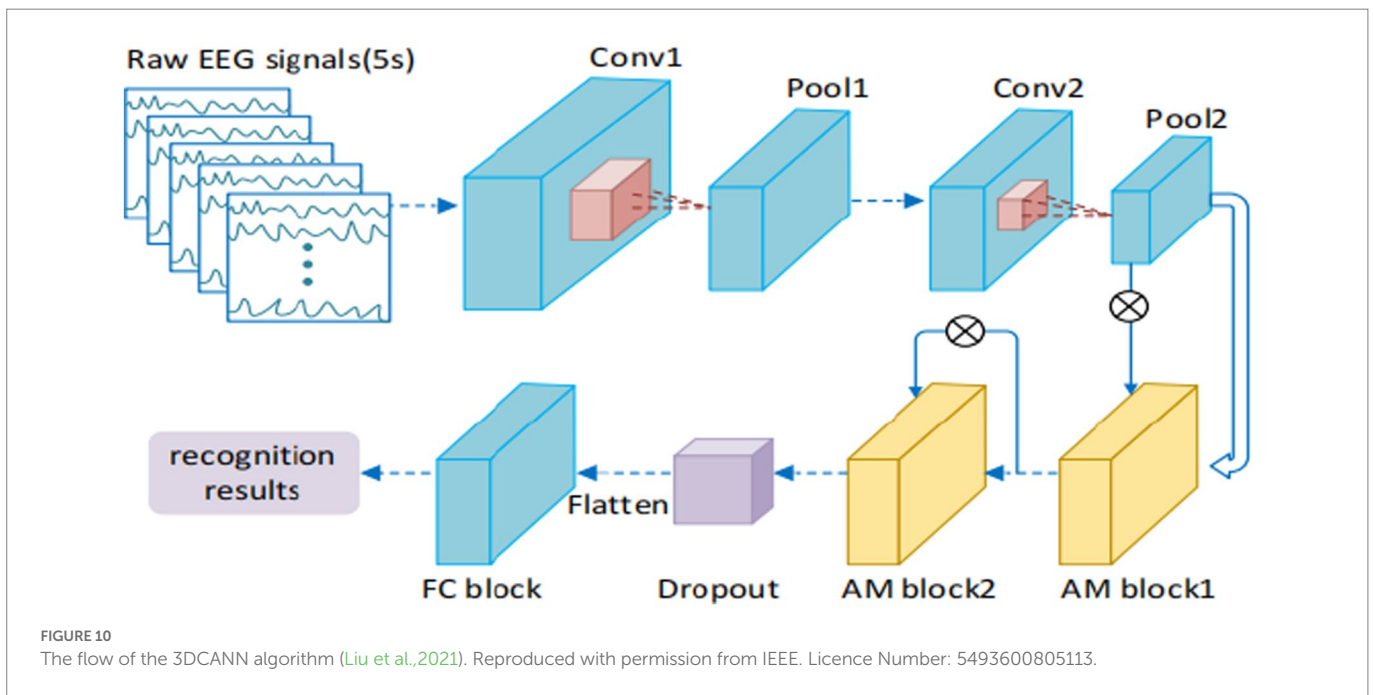 Raw EEG signals(5s)
Conv1
Pool1
Conv2
Pool2
recognition
results
FC block
Flatten
Dropout
AM block2
AM block1
FIGURE 10
The flow of the 3DCANN algorithm (Liu et al.,2021). Reproduced with permission from IEEE. Licence Number: 5493600805113.